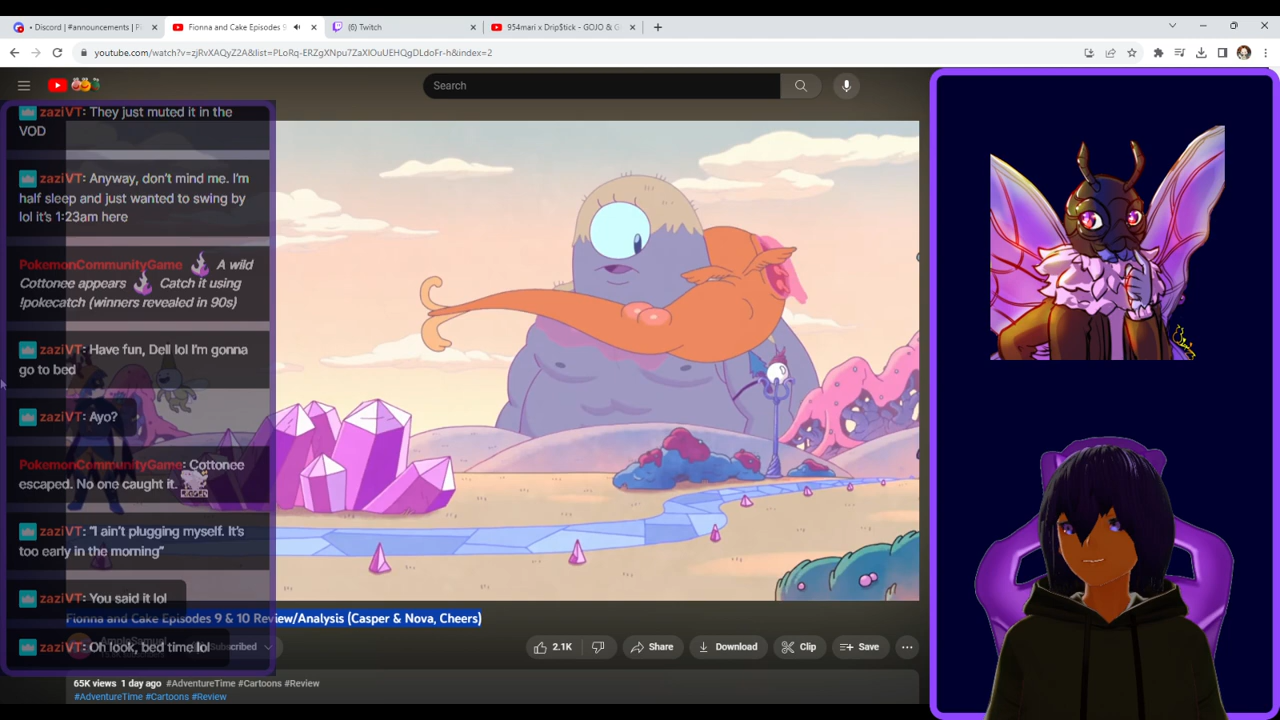 • Discord | #announcements | P
Fionna and Cake Episodes 9
(6) Twitch
954mari x Drip$tick - GOJO & G
youtube.com/watch?v=zjRvXAQyZ2A&list=PLoRq-ERZgXNpu7ZaXlOuUEHQgDLdoFr-h&index=2
Search
zaziVT: They just muted it in the
VOD
zaziVT: Anyway, don't mind me. I'm
half sleep and just wanted to swing by
lol it's 1:23am here
PokemonCommunityGame A wild
Cottonee appears Catch it using
!pokecatch (winners revealed in 90s)
zaziVT: Have fun, Dell lol I'm gonna
go to bed
zaziVT: Ayo?
PokemonCommunityGame: Cottonee
escaped. No one caught it.
zaziVT: "I ain't plugging myself. It's
too early in the morning"
zaziVT: You said it lol
Fionna and Cake Episodes 9 & 10 Review/Analysis (Casper & Nova, Cheers)
zaziVT: Oh look, bed time lol
Subscribed
2.1K
Share
Download
Clip
Save
65K views 1 day ago #AdventureTime #Cartoons #Review
#AdventureTime #Cartoons #Review